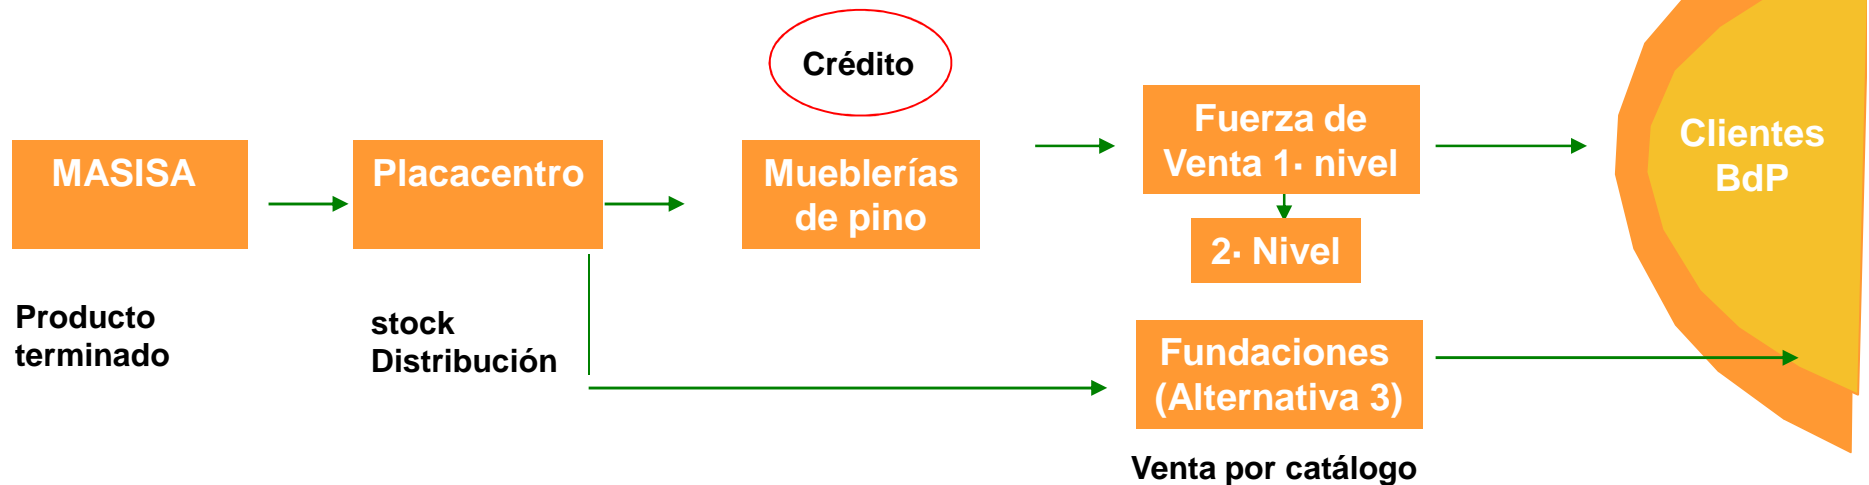 Crédito
MASISA
Placacentro
Mueblerías
de pino
Fuerza de
Venta 1· nivel
2· Nivel
Clientes
BdP
Producto
terminado
stock
Distribución
Fundaciones
(Alternativa 3)
Venta por catálogo